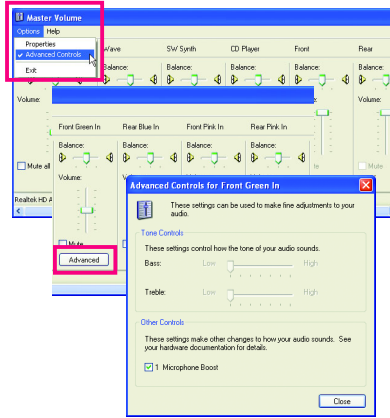 Master Volume
Options Help
Properties
Advanced Controls
Exit
Wave SW Synth CD Player Front Rear
Balance: Balance: Balance: Balance: Balance:
Volume:
Mute all
Mute
Realtek HD A
Front Green In Rear Blue In Front Pink In Rear Pink In
Balance: Balance: Balance: Balance:
Volume:
Mute
Advanced
Advanced Controls for Front Green In
These settings can be used to make fine adjustments to your
audio.
Tone Controls
These settings control how the tone of your audio sounds.
Bass: Low High
Treble: Low High
Other Controls
These settings make other changes to how your audio sounds. See
your hardware documentation for details.
1 Microphone Boost
Close